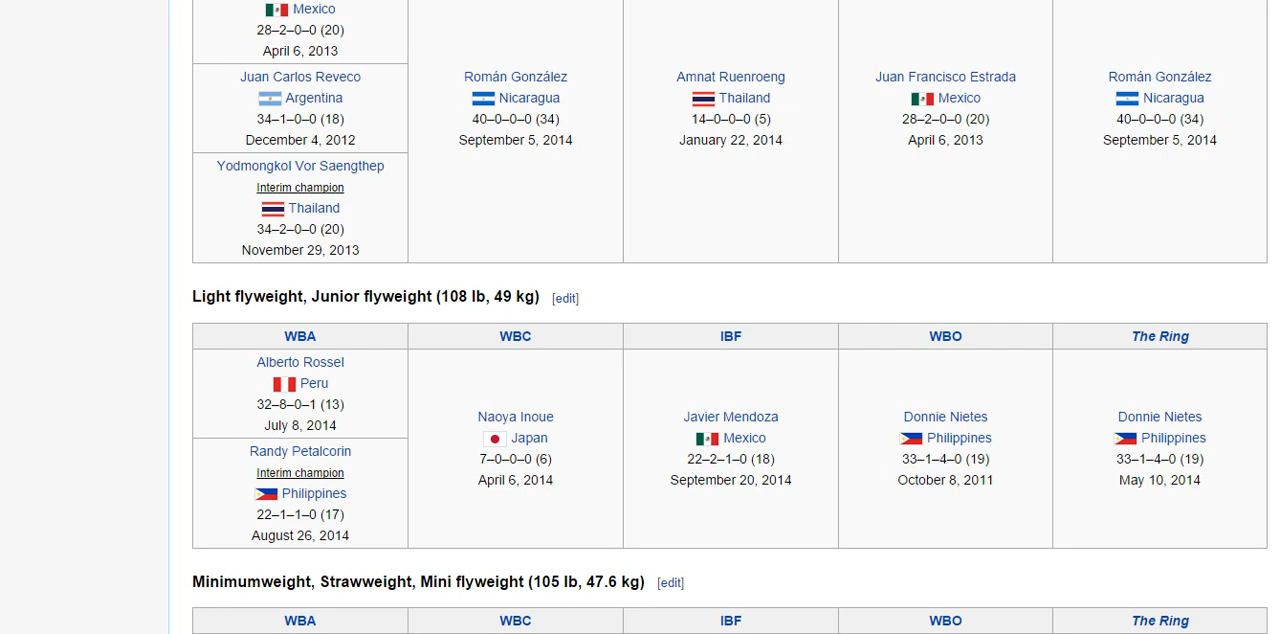 Mexico
28–2–0–0 (20)
April 6, 2013
Juan Carlos Reveco
Argentina
34–1–0–0 (18)
December 4, 2012
Yodmongkol Vor Saengthep
Interim champion
Thailand
34–2–0–0 (20)
November 29, 2013
Román González
Nicaragua
40–0–0–0 (34)
September 5, 2014
Amnat Ruenroeng
Thailand
14–0–0–0 (5)
January 22, 2014
Juan Francisco Estrada
Mexico
28–2–0–0 (20)
April 6, 2013
Román González
Nicaragua
40–0–0–0 (34)
September 5, 2014
Light flyweight, Junior flyweight (108 lb, 49 kg) [edit]
WBA WBC IBF WBO The Ring
Alberto Rossel
Peru
32–8–0–1 (13)
July 8, 2014
Randy Petalcorin
Interim champion
Philippines
22–1–1–0 (17)
August 26, 2014
Naoya Inoue
Japan
7–0–0–0 (6)
April 6, 2014
Javier Mendoza
Mexico
22–2–1–0 (18)
September 20, 2014
Donnie Nietes
Philippines
33–1–4–0 (19)
October 8, 2011
Donnie Nietes
Philippines
33–1–4–0 (19)
May 10, 2014
Minimumweight, Strawweight, Mini flyweight (105 lb, 47.6 kg) [edit]
WBA WBC IBF WBO The Ring